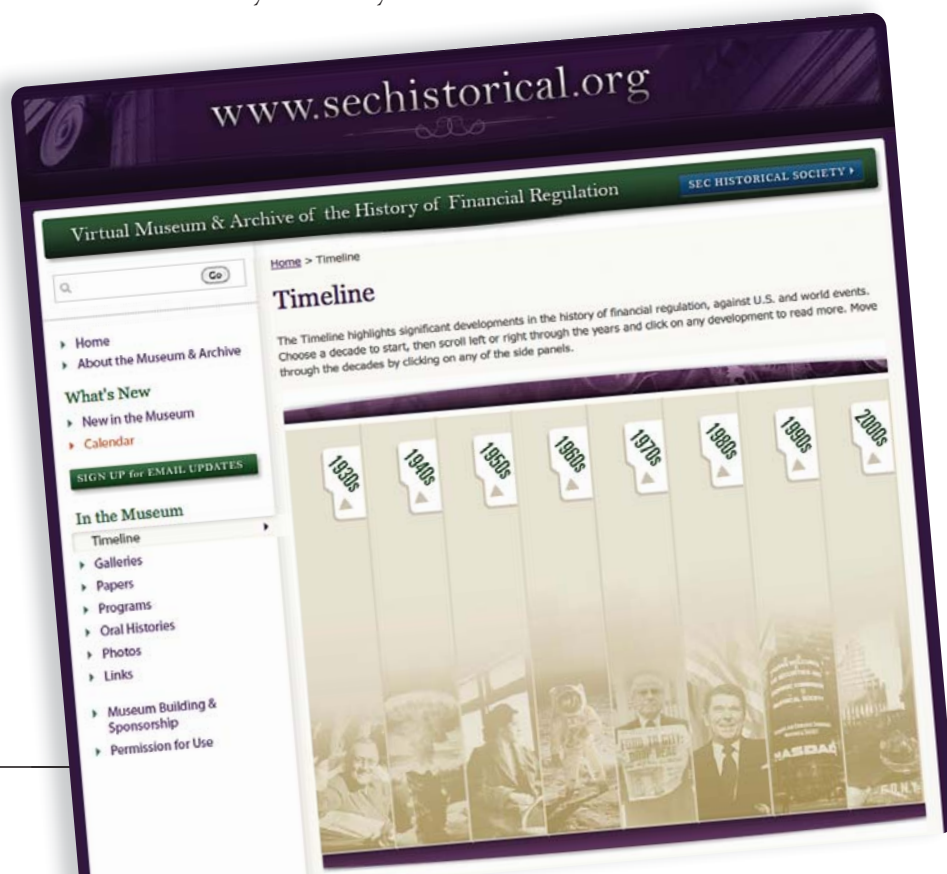 www.sechistorical.org
Virtual Museum & Archive of the History of Financial Regulation
SEC HISTORICAL SOCIETY
Go
Home
About the Museum & Archive
What's New
New in the Museum
Calendar
SIGN UP for EMAIL UPDATES
In the Museum
Timeline
Galleries
Papers
Programs
Oral Histories
Photos
Links
Museum Building &
Sponsorship
Permission for Use
Home > Timeline
Timeline
The Timeline highlights significant developments in the history of financial regulation, against U.S. and world events.
Choose a decade to start, then scroll left or right through the years and click on any development to read more. Move
through the decades by clicking on any of the side panels.
1930s
1940s
1950s
1960s
1970s
1980s
1990s
2000s
FORD TO CITY:
DROP DEAD
NASDAQ